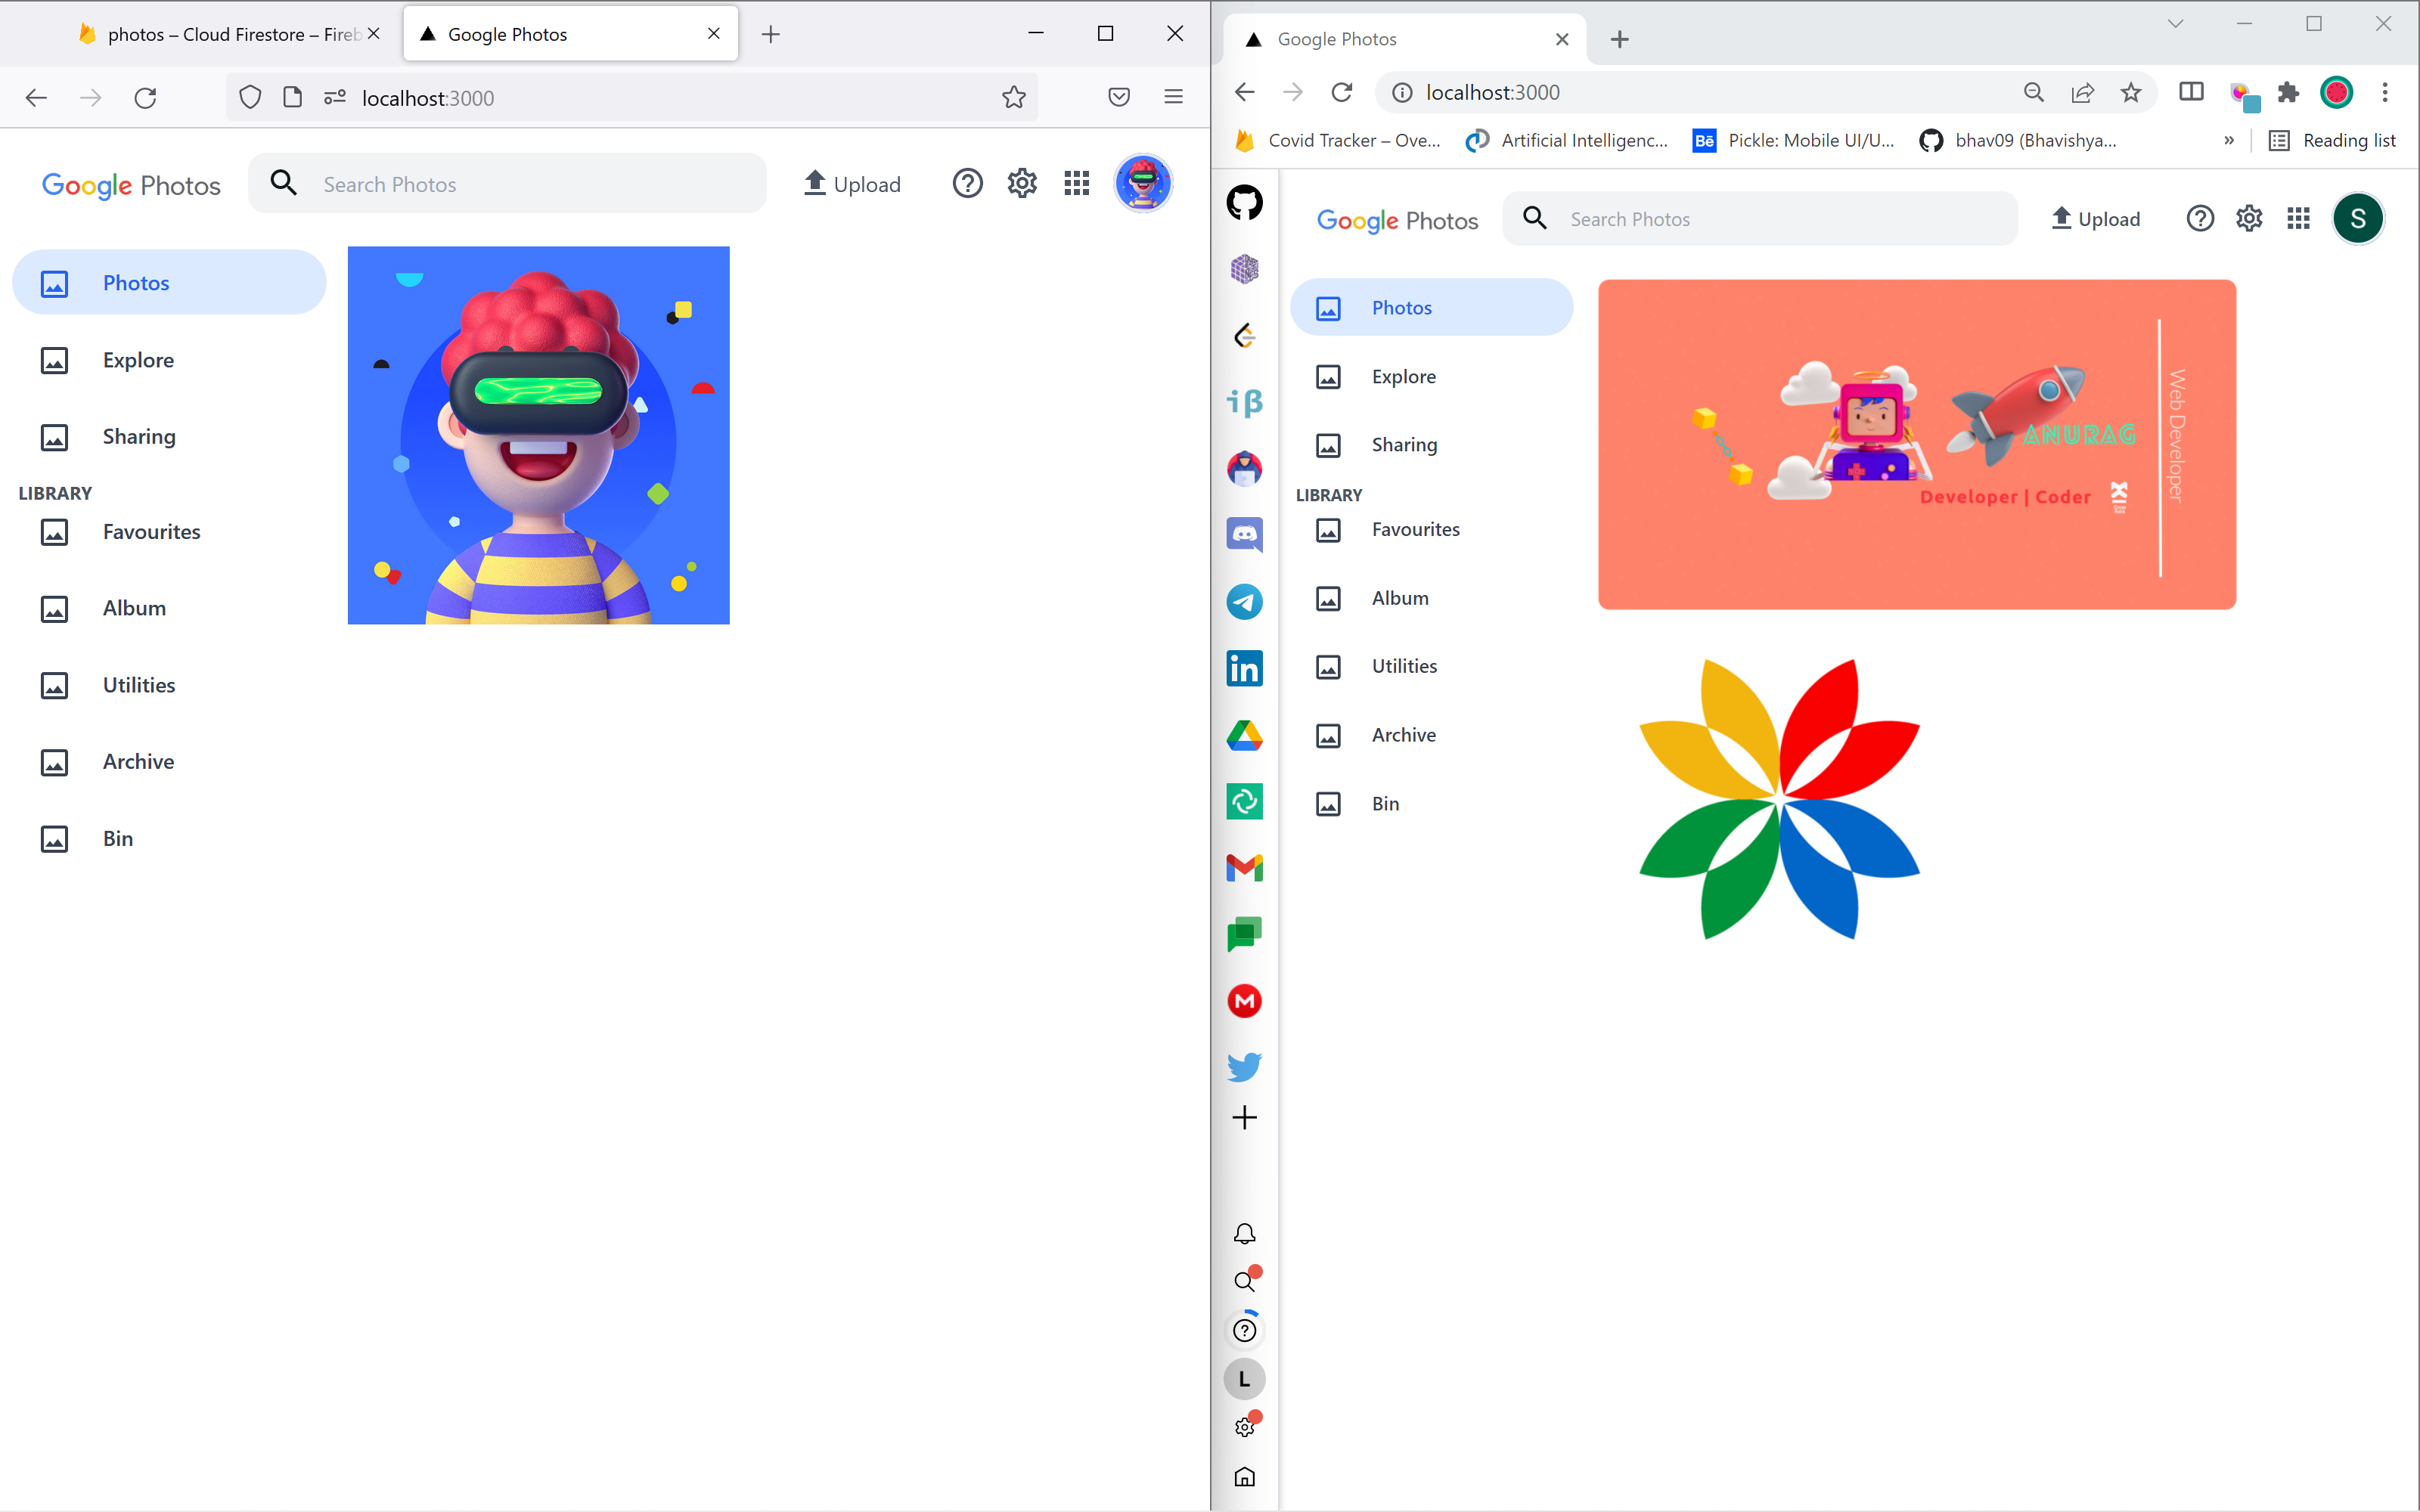 photos – Cloud Firestore – Fireb
Google Photos
localhost:3000
Google Photos
Search Photos
Upload
Photos
Explore
Sharing
LIBRARY
Favourites
Album
Utilities
Archive
Bin
Google Photos
localhost:3000
Covid Tracker – Ove...
Artificial Intelligenc...
Bē
Pickle: Mobile UI/U...
bhav09 (Bhavishya...
»
Reading list
iβ
in
M
L
Google Photos
Search Photos
Upload
S
Photos
Explore
Sharing
LIBRARY
Favourites
Album
Utilities
Archive
Bin
ANURAG
Developer | Coder
Web Developer